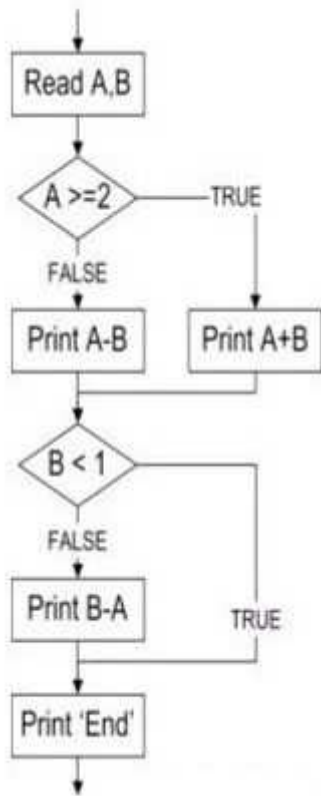 Read A,B
A >=2
TRUE
FALSE
Print A-B
Print A+B
B < 1
FALSE
Print B-A
TRUE
Print ‘End’